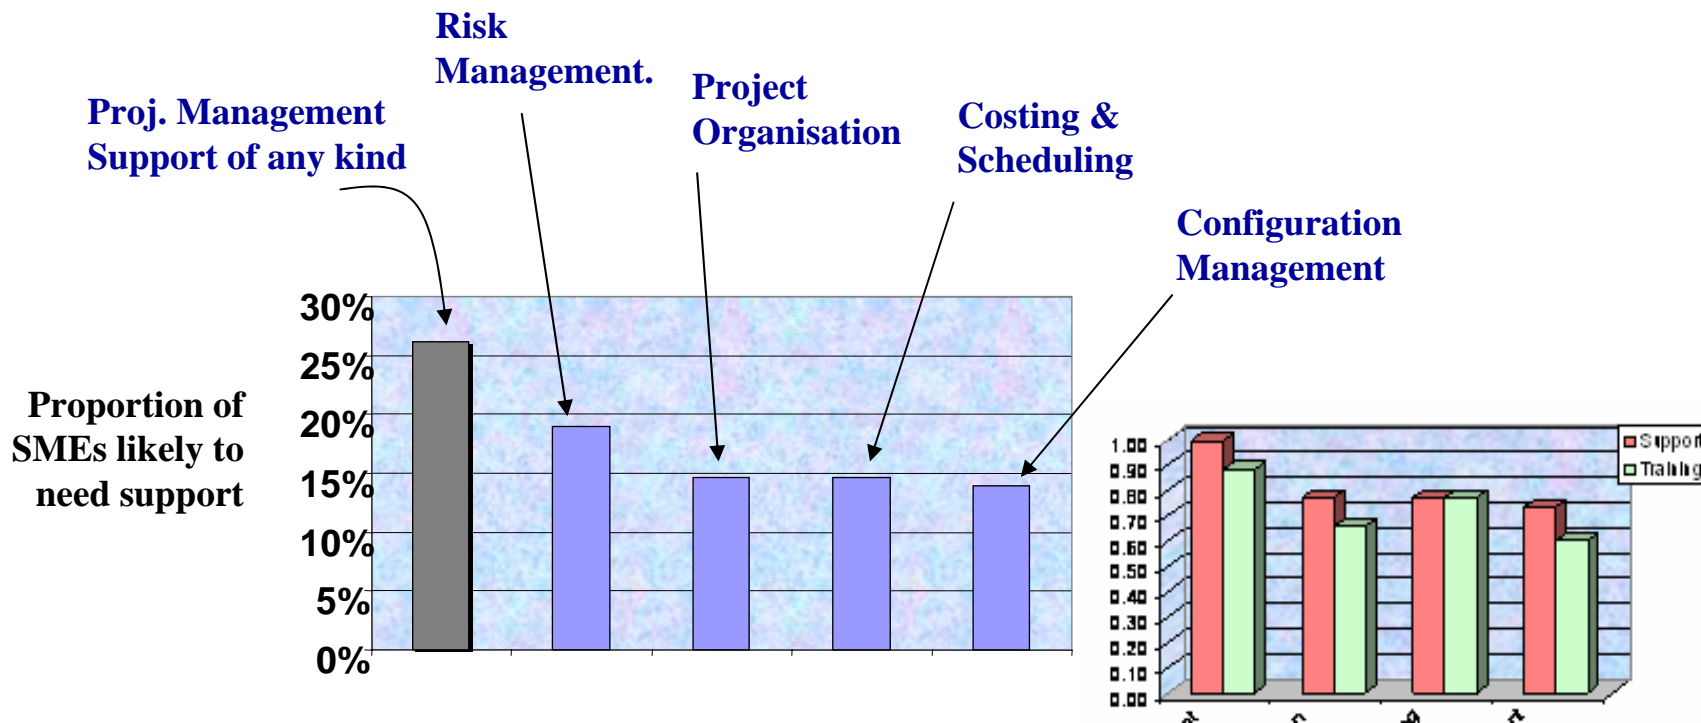 Risk
Management.
Project
Organisation
Proj. Management
Support of any kind
Costing &
Scheduling
Configuration
Management
30%
25%
20%
15%
10%
5%
0%
Proportion of
SMEs likely to
need support
1.00
0.90
0.80
0.70
0.60
0.50
0.40
0.30
0.20
0.10
0.00
Support
Training